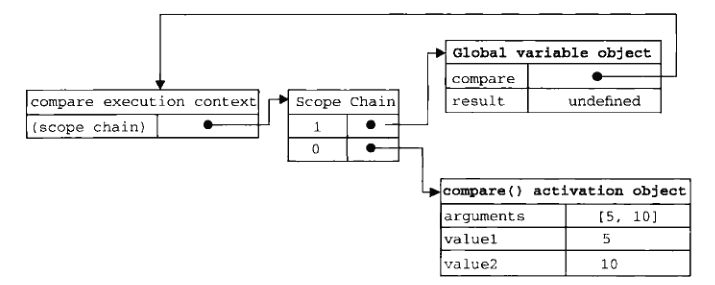 Global variable object
compare
result undefined
compare execution context
(scope chain)
Scope Chain
1
0
compare() activation object
arguments [5, 10]
value1 5
value2 10